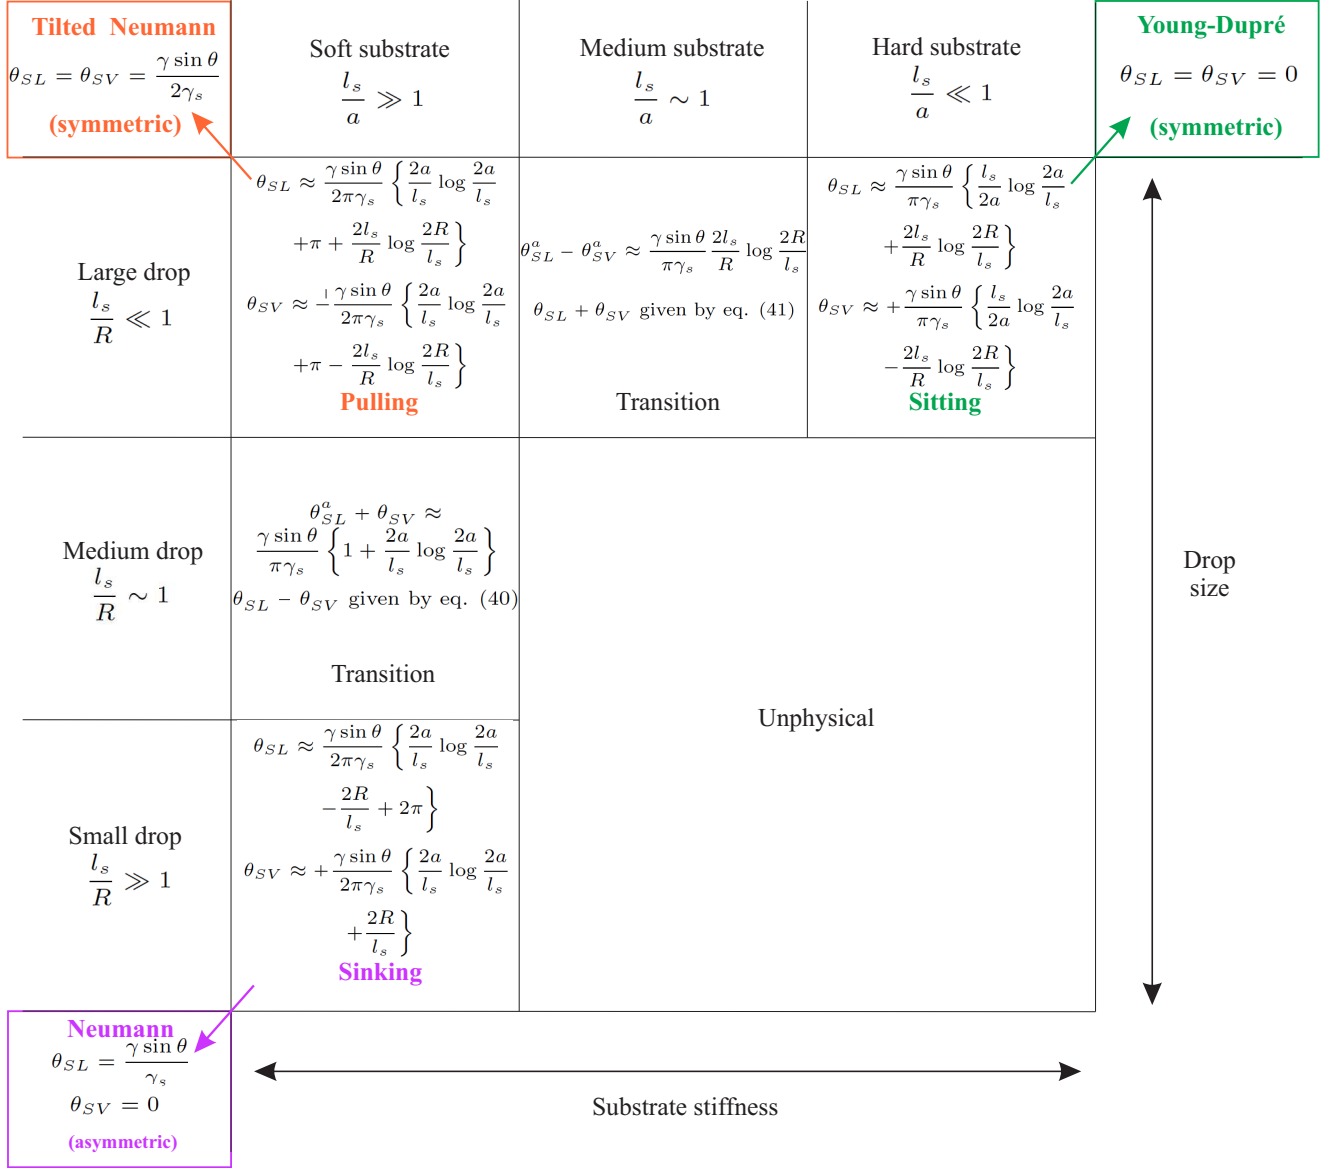 Tilted Neumann
θ_SL = θ_SV = γ sin θ / 2γ_s
(symmetric)
Soft substrate
l_s / a ≫ 1
Medium substrate
l_s / a ∼ 1
Hard substrate
l_s / a ≪ 1
Young-Dupré
θ_SL = θ_SV = 0
(symmetric)
Large drop
l_s / R ≪ 1
θ_SL ≈ γ sin θ / 2πγ_s { 2a / l_s log 2a / l_s
+π + 2l_s / R log 2R / l_s }
θ_SV ≈ − γ sin θ / 2πγ_s { 2a / l_s log 2a / l_s
+π − 2l_s / R log 2R / l_s }
Pulling
θ^a_SL − θ^a_SV ≈ γ sin θ / πγ_s 2l_s / R log 2R / l_s
θ_SL + θ_SV given by eq. (41)
Transition
θ_SL ≈ γ sin θ / πγ_s { l_s / 2a log 2a / l_s
+ 2l_s / R log 2R / l_s }
θ_SV ≈ + γ sin θ / πγ_s { l_s / 2a log 2a / l_s
− 2l_s / R log 2R / l_s }
Sitting
Medium drop
l_s / R ∼ 1
θ^a_SL + θ_SV ≈
γ sin θ / πγ_s { 1 + 2a / l_s log 2a / l_s }
θ_SL − θ_SV given by eq. (40)
Transition
Unphysical
Drop
size
Small drop
l_s / R ≫ 1
θ_SL ≈ γ sin θ / 2πγ_s { 2a / l_s log 2a / l_s
− 2R / l_s + 2π }
θ_SV ≈ + γ sin θ / 2πγ_s { 2a / l_s log 2a / l_s
+ 2R / l_s }
Sinking
Neumann
θ_SL = γ sin θ / γ_s
θ_SV = 0
(asymmetric)
Substrate stiffness